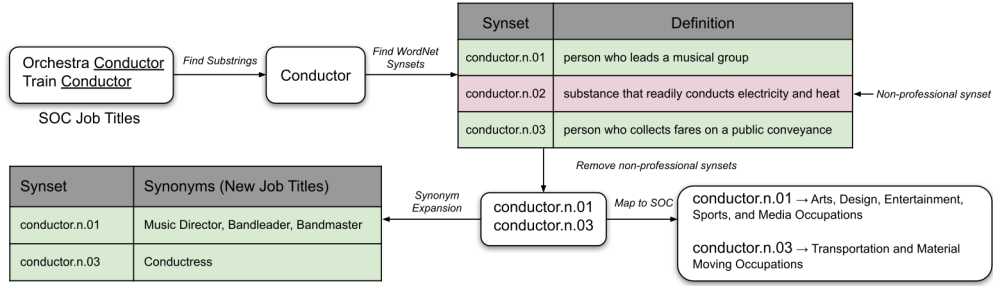 Orchestra Conductor
Train Conductor
SOC Job Titles
Find Substrings
Conductor
Find WordNet
Synsets
Synset Definition
conductor.n.01 person who leads a musical group
conductor.n.02 substance that readily conducts electricity and heat
conductor.n.03 person who collects fares on a public conveyance
Non-professional synset
Remove non-professional synsets
conductor.n.01
conductor.n.03
Synonym
Expansion
Synset Synonyms (New Job Titles)
conductor.n.01 Music Director, Bandleader, Bandmaster
conductor.n.03 Conductress
Map to SOC
conductor.n.01 → Arts, Design, Entertainment,
Sports, and Media Occupations
conductor.n.03 → Transportation and Material
Moving Occupations